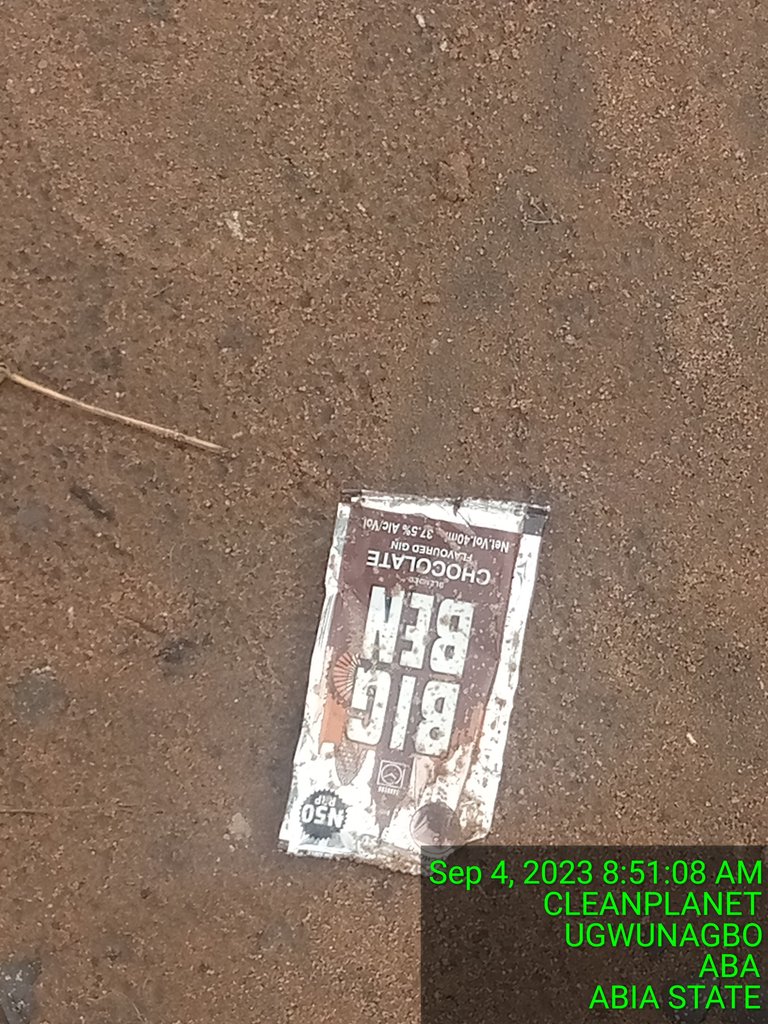 BIG
BEN
BLENDED
CHOCOLATE
FLAVOURED GIN
Net.Vol.40ml 37.5% Alc/Vol
N50
Sep 4, 2023 8:51:08 AM
CLEANPLANET
UGWUNAGBO
ABA
ABIA STATE